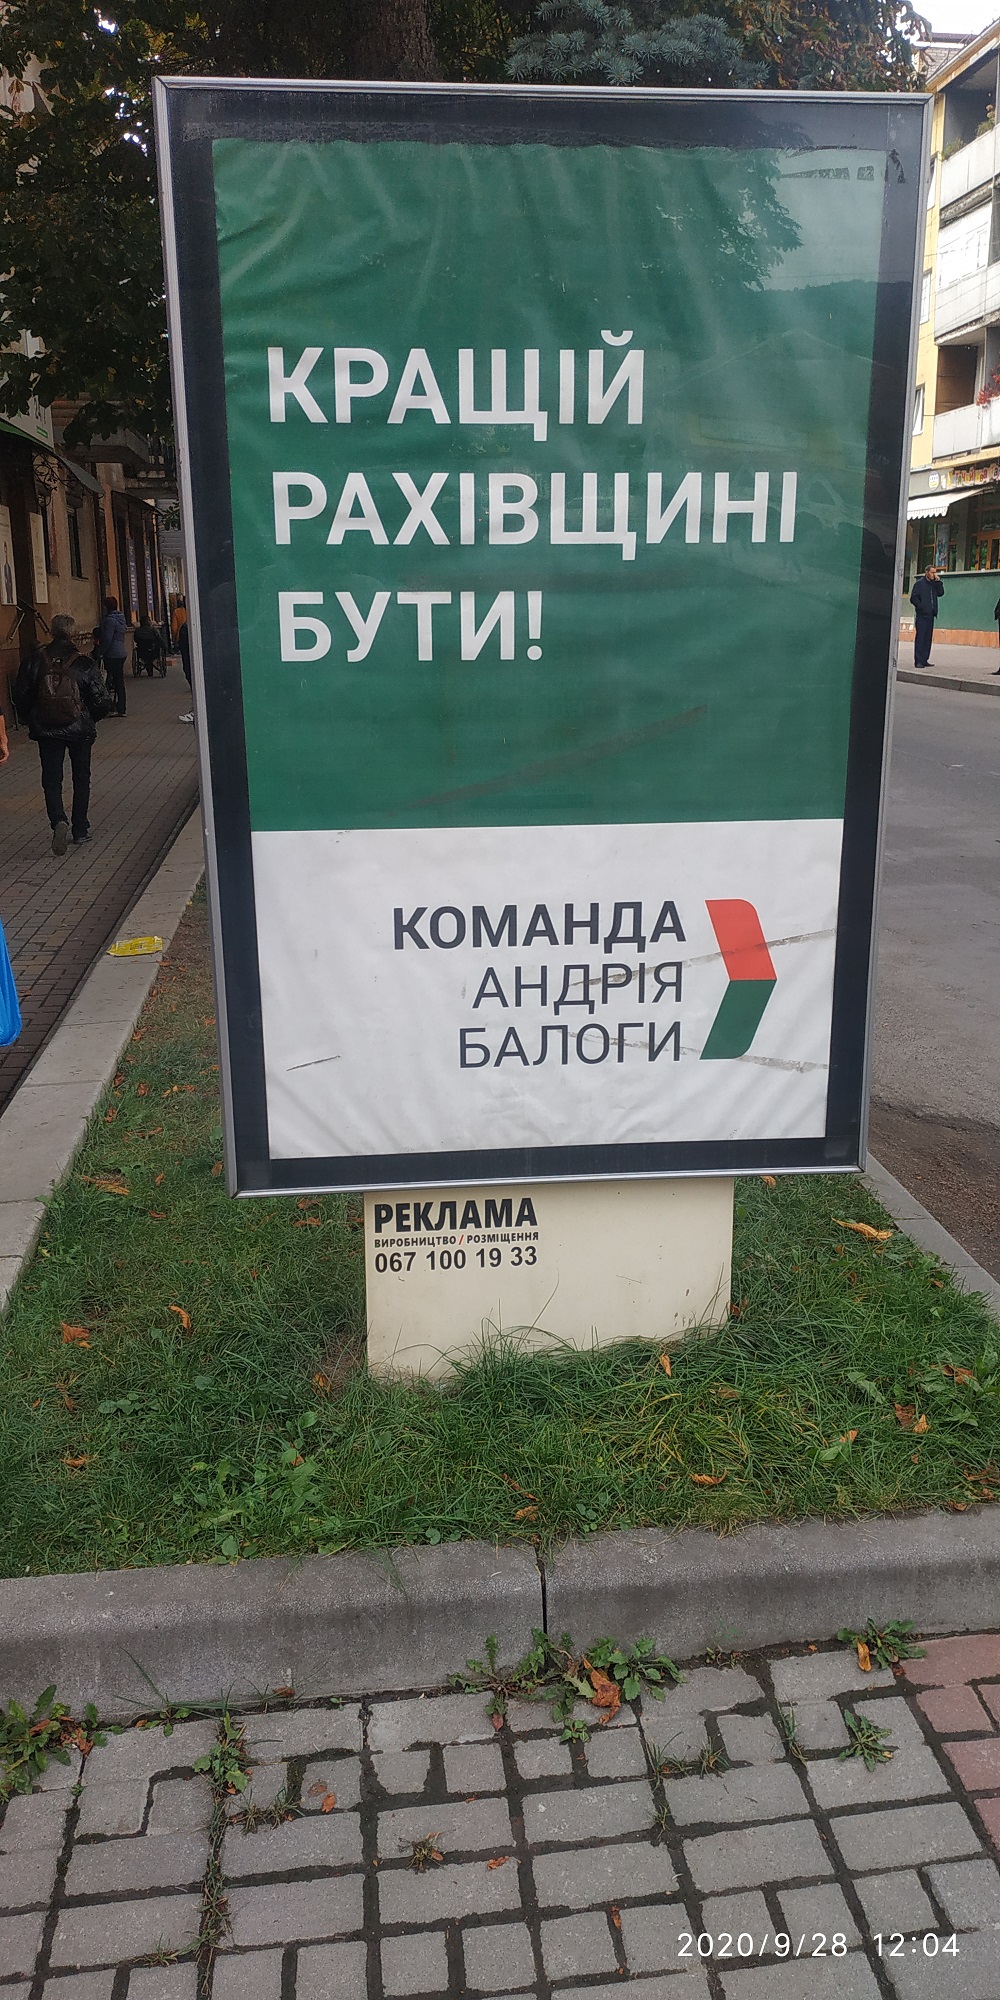 КРАЩІЙ
РАХІВЩИНІ
БУТИ!
КОМАНДА
АНДРІЯ
БАЛОГИ
РЕКЛАМА
ВИРОБНИЦТВО / РОЗМІЩЕННЯ
067 100 19 33
2020/9/28 12:04